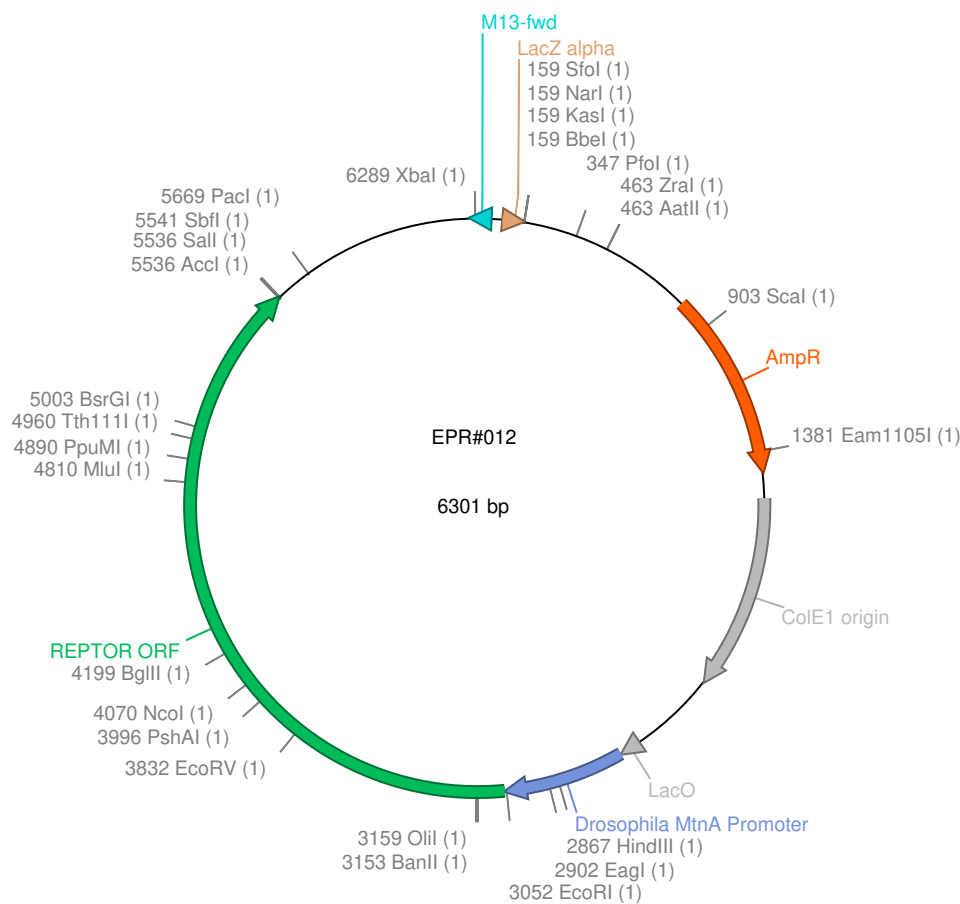 M13-fwd
LacZ alpha
159 SfoI (1)
159 NarI (1)
159 KasI (1)
159 BbeI (1)
347 PfoI (1)
463 ZraI (1)
463 AatII (1)
903 ScaI (1)
AmpR
1381 Eam1105I (1)
ColE1 origin
LacO
Drosophila MtnA Promoter
2867 HindIII (1)
2902 EagI (1)
3052 EcoRI (1)
3159 OliI (1)
3153 BanII (1)
3832 EcoRV (1)
3996 PshAI (1)
4070 NcoI (1)
4199 BglII (1)
REPTOR ORF
4810 MluI (1)
4890 PpuMI (1)
4960 Tth111I (1)
5003 BsrGI (1)
5536 AccI (1)
5536 SalI (1)
5541 SbfI (1)
5669 PacI (1)
6289 XbaI (1)
EPR#012
6301 bp